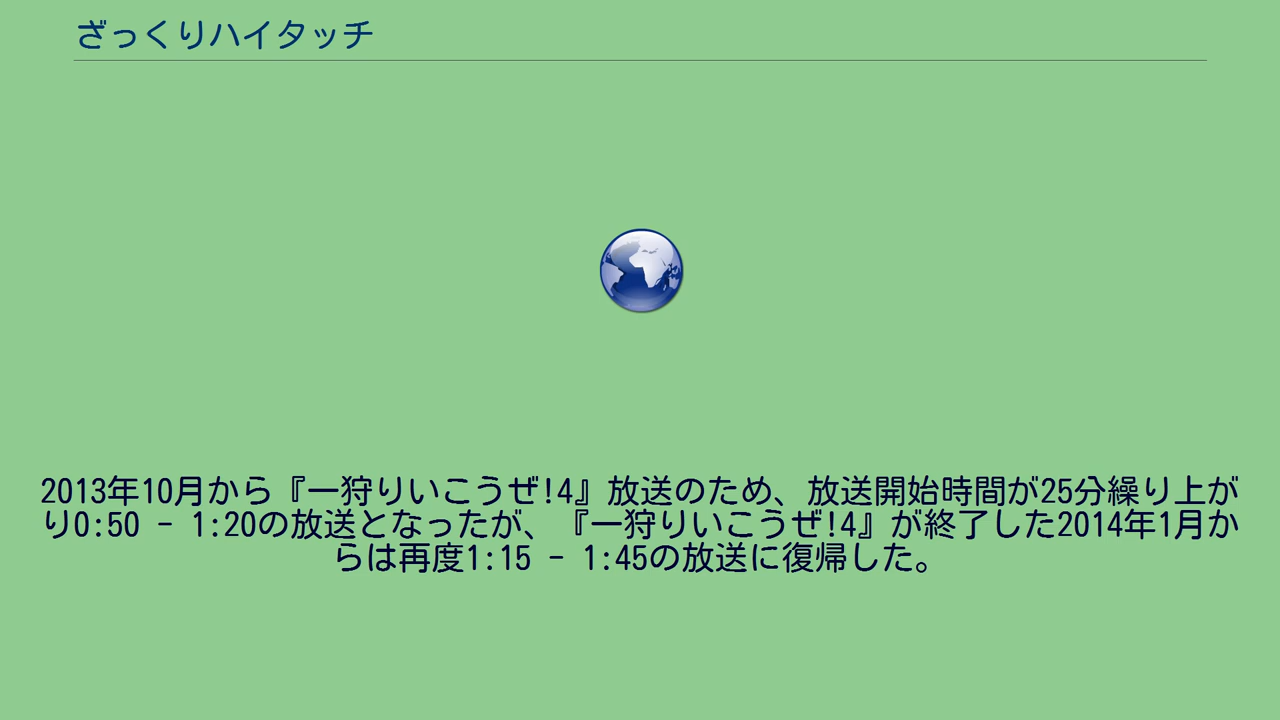 ざっくりハイタッチ
2013年10月から『一狩りいこうぜ!4』放送のため、放送開始時間が25分繰り上が
り0:50 - 1:20の放送となったが、『一狩りいこうぜ!4』が終了した2014年1月か
らは再度1:15 - 1:45の放送に復帰した。